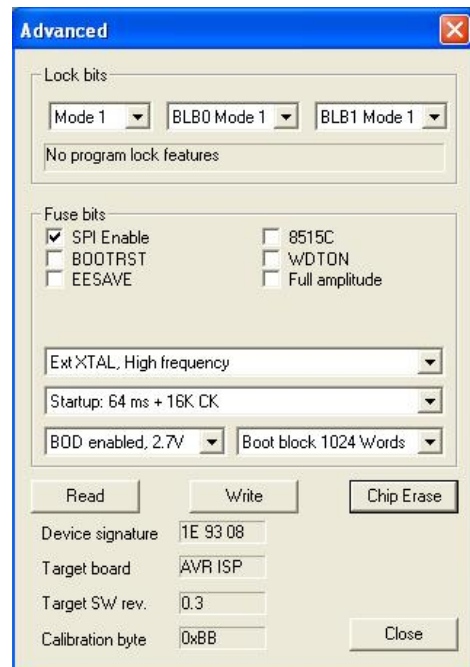 Advanced
Lock bits
Mode 1 BLB0 Mode 1 BLB1 Mode 1
No program lock features
Fuse bits
SPI Enable 8515C
BOOTRST WDTON
EESAVE Full amplitude
Ext XTAL, High frequency
Startup: 64 ms + 16K CK
BOD enabled, 2.7V Boot block 1024 Words
Read Write Chip Erase
Device signature 1E 93 08
Target board AVR ISP
Target SW rev. 0.3
Calibration byte 0xBB Close